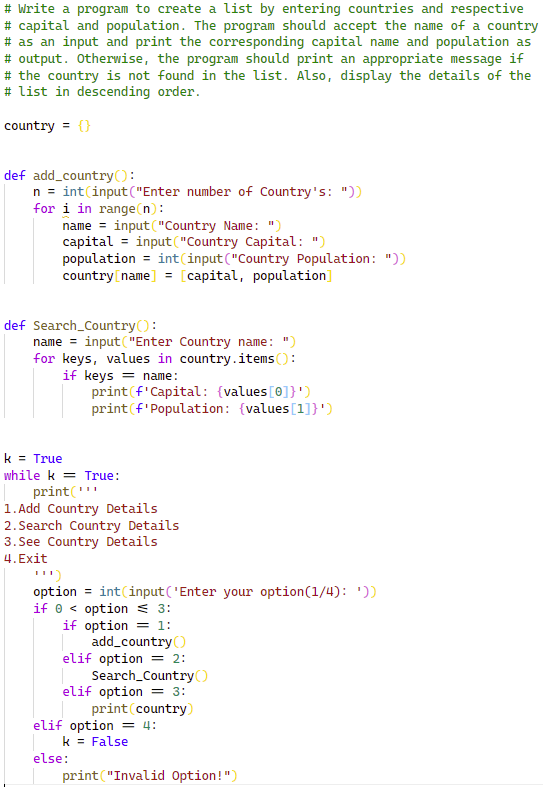 # Write a program to create a list by entering countries and respective
# capital and population. The program should accept the name of a country
# as an input and print the corresponding capital name and population as
# output. Otherwise, the program should print an appropriate message if
# the country is not found in the list. Also, display the details of the
# list in descending order.

country = {}


def add_country():
    n = int(input("Enter number of Country's: "))
    for i in range(n):
        name = input("Country Name: ")
        capital = input("Country Capital: ")
        population = int(input("Country Population: "))
        country[name] = [capital, population]


def Search_Country():
    name = input("Enter Country name: ")
    for keys, values in country.items():
        if keys == name:
            print(f'Capital: {values[0]}')
            print(f'Population: {values[1]}')


k = True
while k == True:
    print('''
1.Add Country Details
2.Search Country Details
3.See Country Details
4.Exit
    ''')
    option = int(input('Enter your option(1/4): '))
    if 0 < option <= 3:
        if option == 1:
            add_country()
        elif option == 2:
            Search_Country()
        elif option == 3:
            print(country)
    elif option == 4:
        k = False
    else:
        print("Invalid Option!")